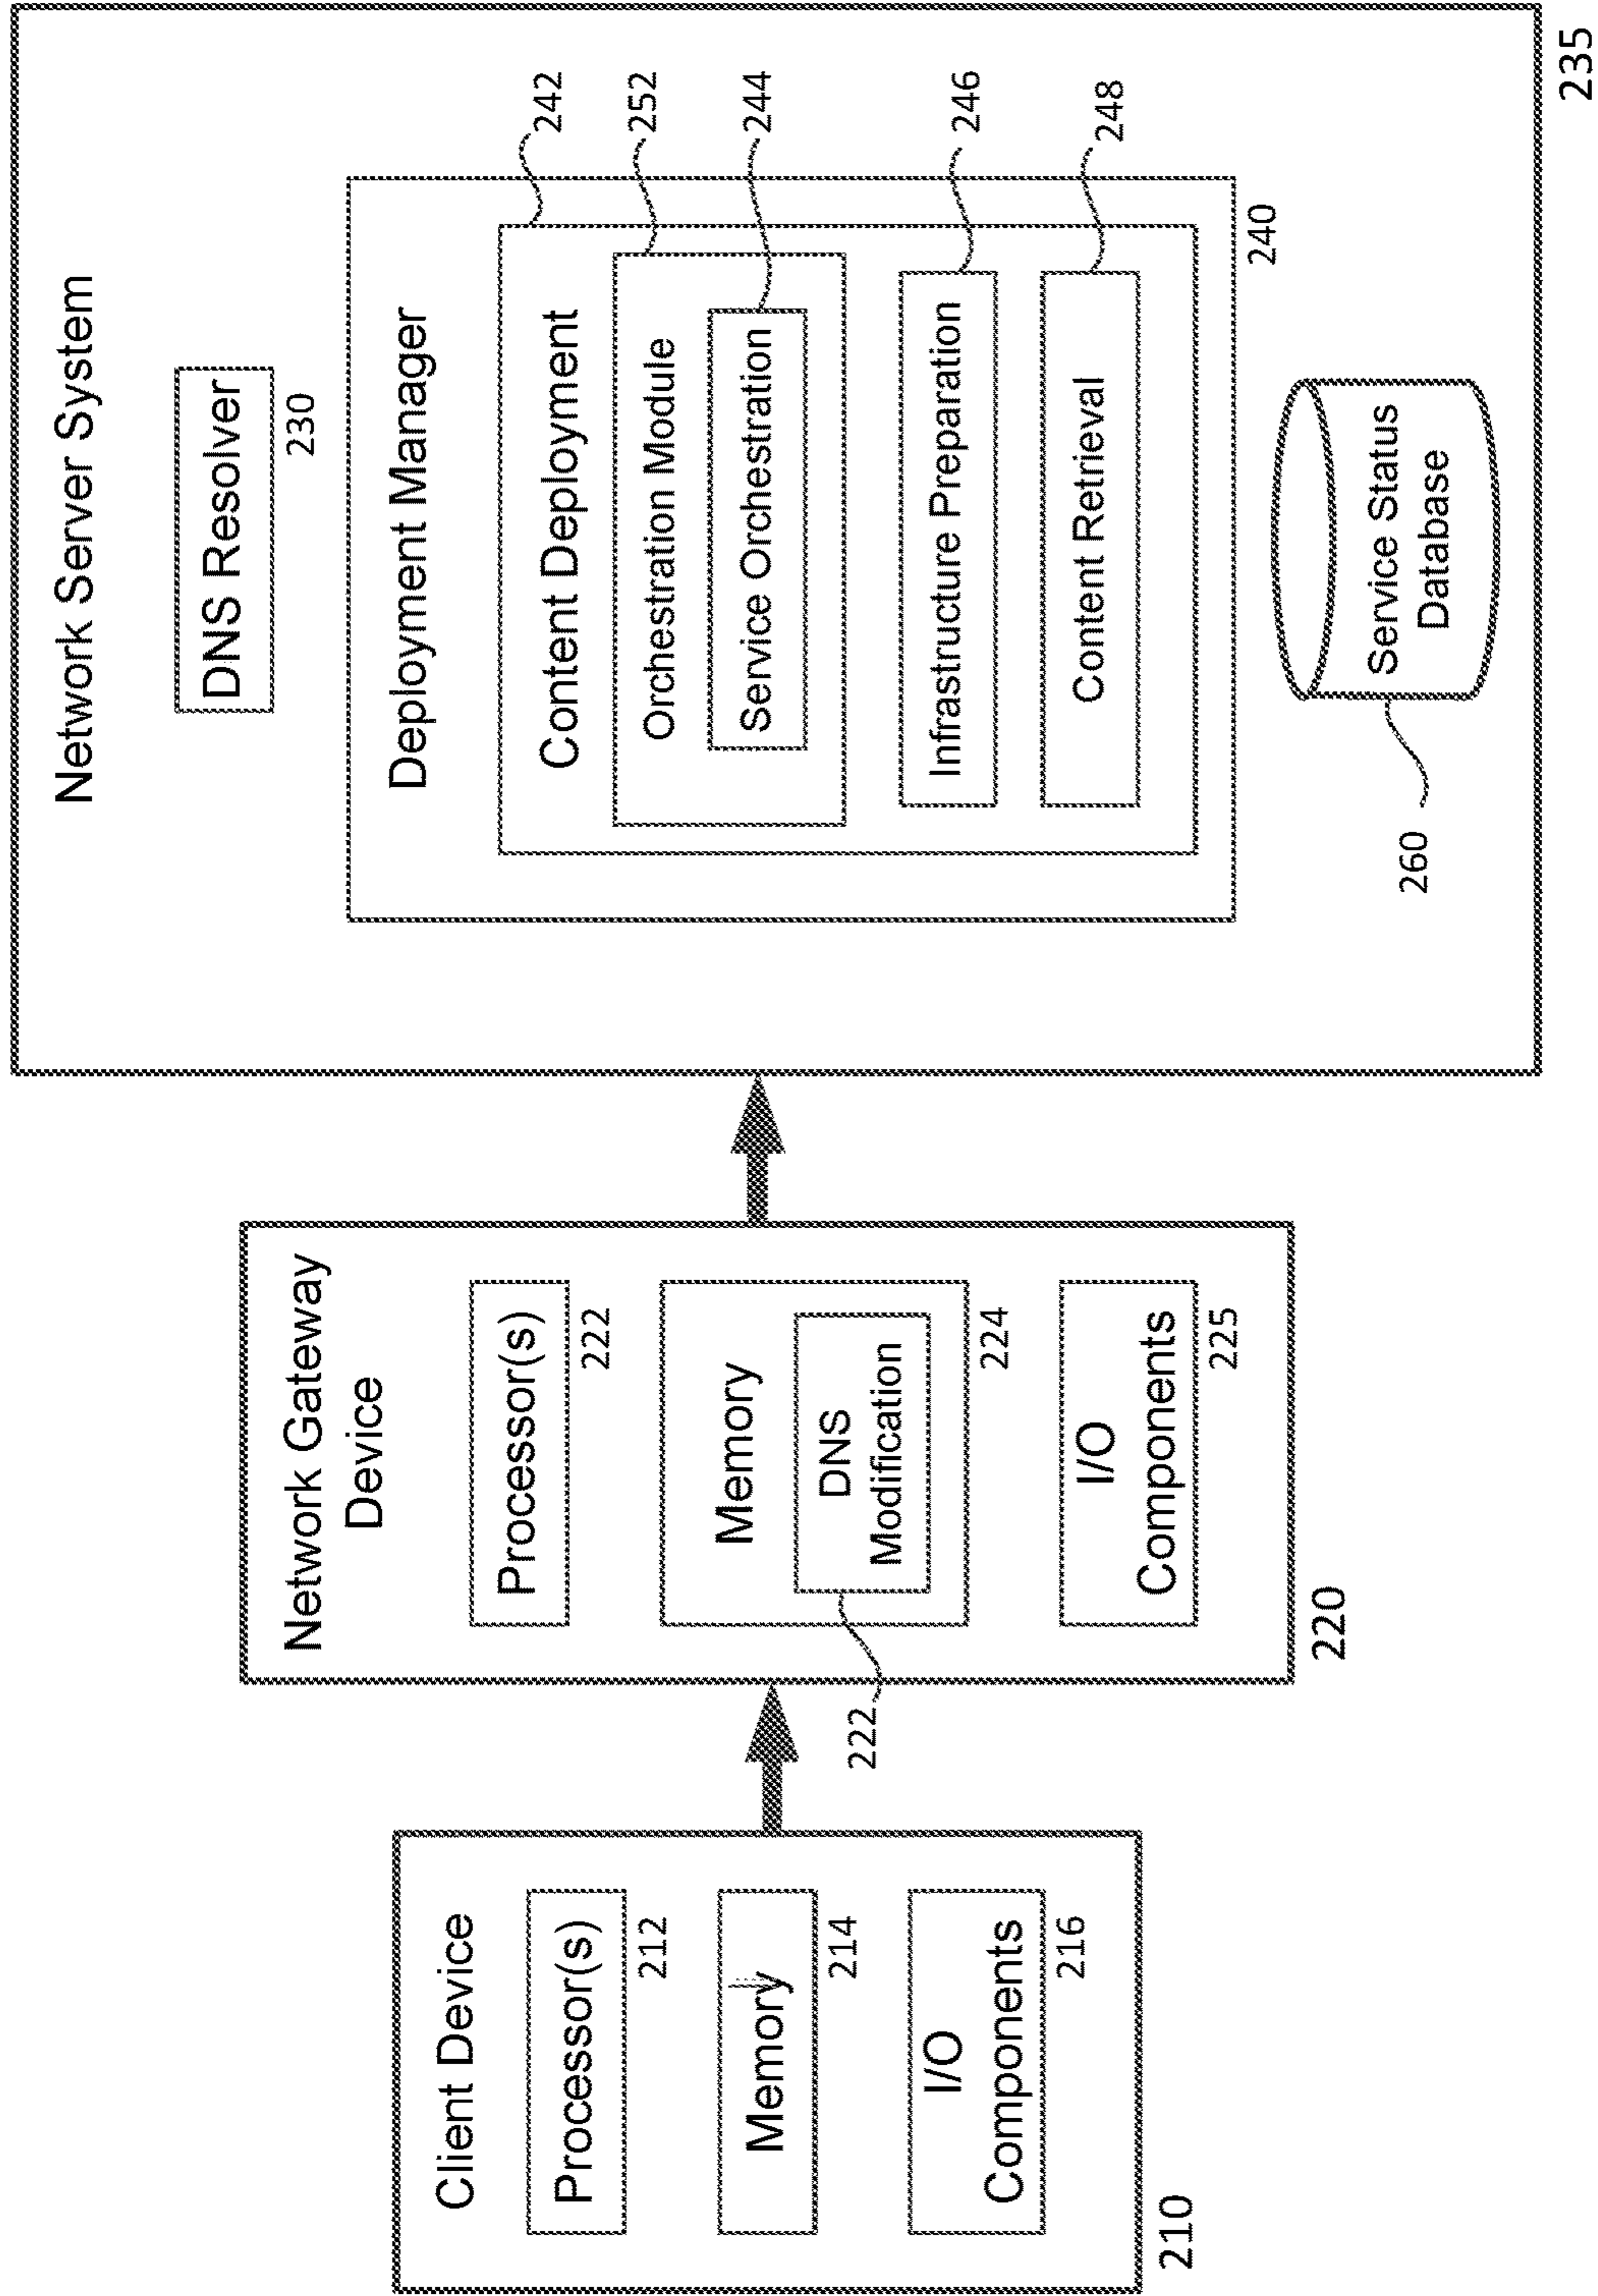 Client Device
Processor(s)
212
Memory
214
I/O
Components
216
210
Network Gateway
Device
Processor(s)
222
Memory
DNS
Modification
222
224
I/O
Components
225
220
Network Server System
DNS Resolver
230
Deployment Manager
Content Deployment
242
Orchestration Module
252
Service Orchestration
244
Infrastructure Preparation
246
Content Retrieval
248
240
Service Status
Database
260
235